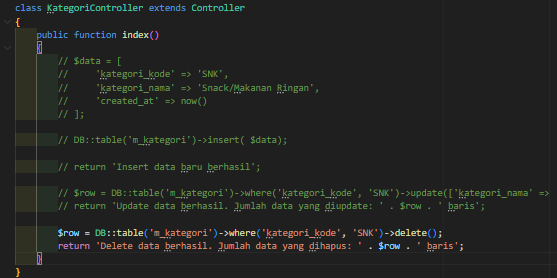 class KategoriController extends Controller
{
public function index()
{
// $data = [
// 'kategori_kode' => 'SNK',
// 'kategori_nama' => 'Snack/Makanan Ringan',
// 'created_at' => now()
// ];
// DB::table('m_kategori')->insert( $data);
// return 'Insert data baru berhasil';
// $row = DB::table('m_kategori')->where('kategori_kode', 'SNK')->update(['kategori_nama' =>
// return 'Update data berhasil. Jumlah data yang diupdate: ' . $row . ' baris';
$row = DB::table('m_kategori')->where('kategori_kode', 'SNK')->delete();
return 'Delete data berhasil. Jumlah data yang dihapus: ' . $row . ' baris';
}
}